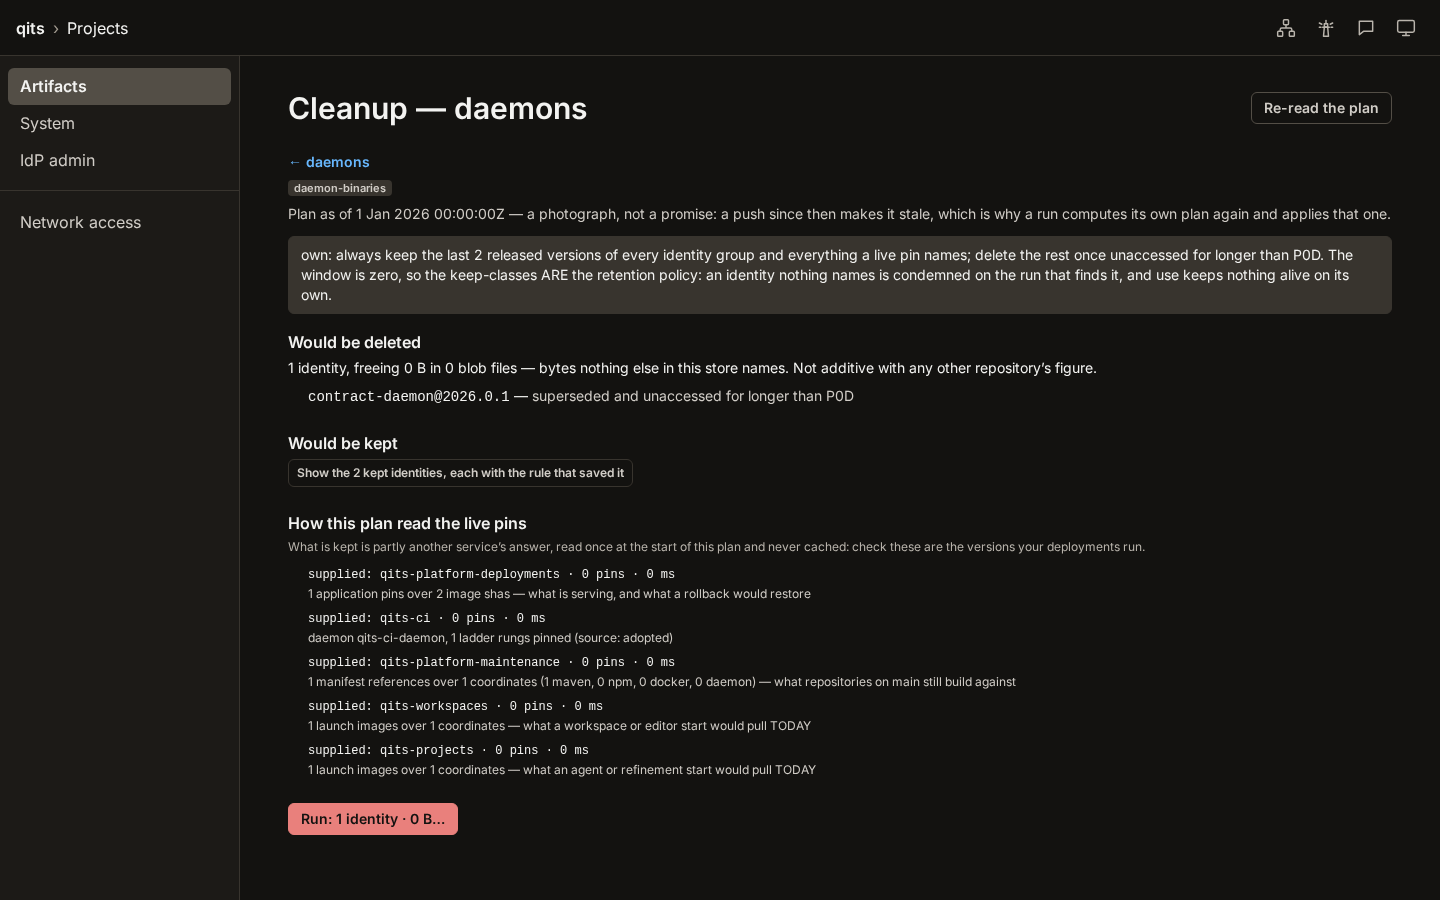 qits › Projects
Artifacts
System
IdP admin
Network access
Cleanup — daemons
Re-read the plan
← daemons
daemon-binaries
Plan as of 1 Jan 2026 00:00:00Z — a photograph, not a promise: a push since then makes it stale, which is why a run computes its own plan again and applies that one.
own: always keep the last 2 released versions of every identity group and everything a live pin names; delete the rest once unaccessed for longer than P0D. The
window is zero, so the keep-classes ARE the retention policy: an identity nothing names is condemned on the run that finds it, and use keeps nothing alive on its
own.
Would be deleted
1 identity, freeing 0 B in 0 blob files — bytes nothing else in this store names. Not additive with any other repository’s figure.
contract-daemon@2026.0.1 — superseded and unaccessed for longer than P0D
Would be kept
Show the 2 kept identities, each with the rule that saved it
How this plan read the live pins
What is kept is partly another service’s answer, read once at the start of this plan and never cached: check these are the versions your deployments run.
supplied: qits-platform-deployments · 0 pins · 0 ms
1 application pins over 2 image shas — what is serving, and what a rollback would restore
supplied: qits-ci · 0 pins · 0 ms
daemon qits-ci-daemon, 1 ladder rungs pinned (source: adopted)
supplied: qits-platform-maintenance · 0 pins · 0 ms
1 manifest references over 1 coordinates (1 maven, 0 npm, 0 docker, 0 daemon) — what repositories on main still build against
supplied: qits-workspaces · 0 pins · 0 ms
1 launch images over 1 coordinates — what a workspace or editor start would pull TODAY
supplied: qits-projects · 0 pins · 0 ms
1 launch images over 1 coordinates — what an agent or refinement start would pull TODAY
Run: 1 identity · 0 B…